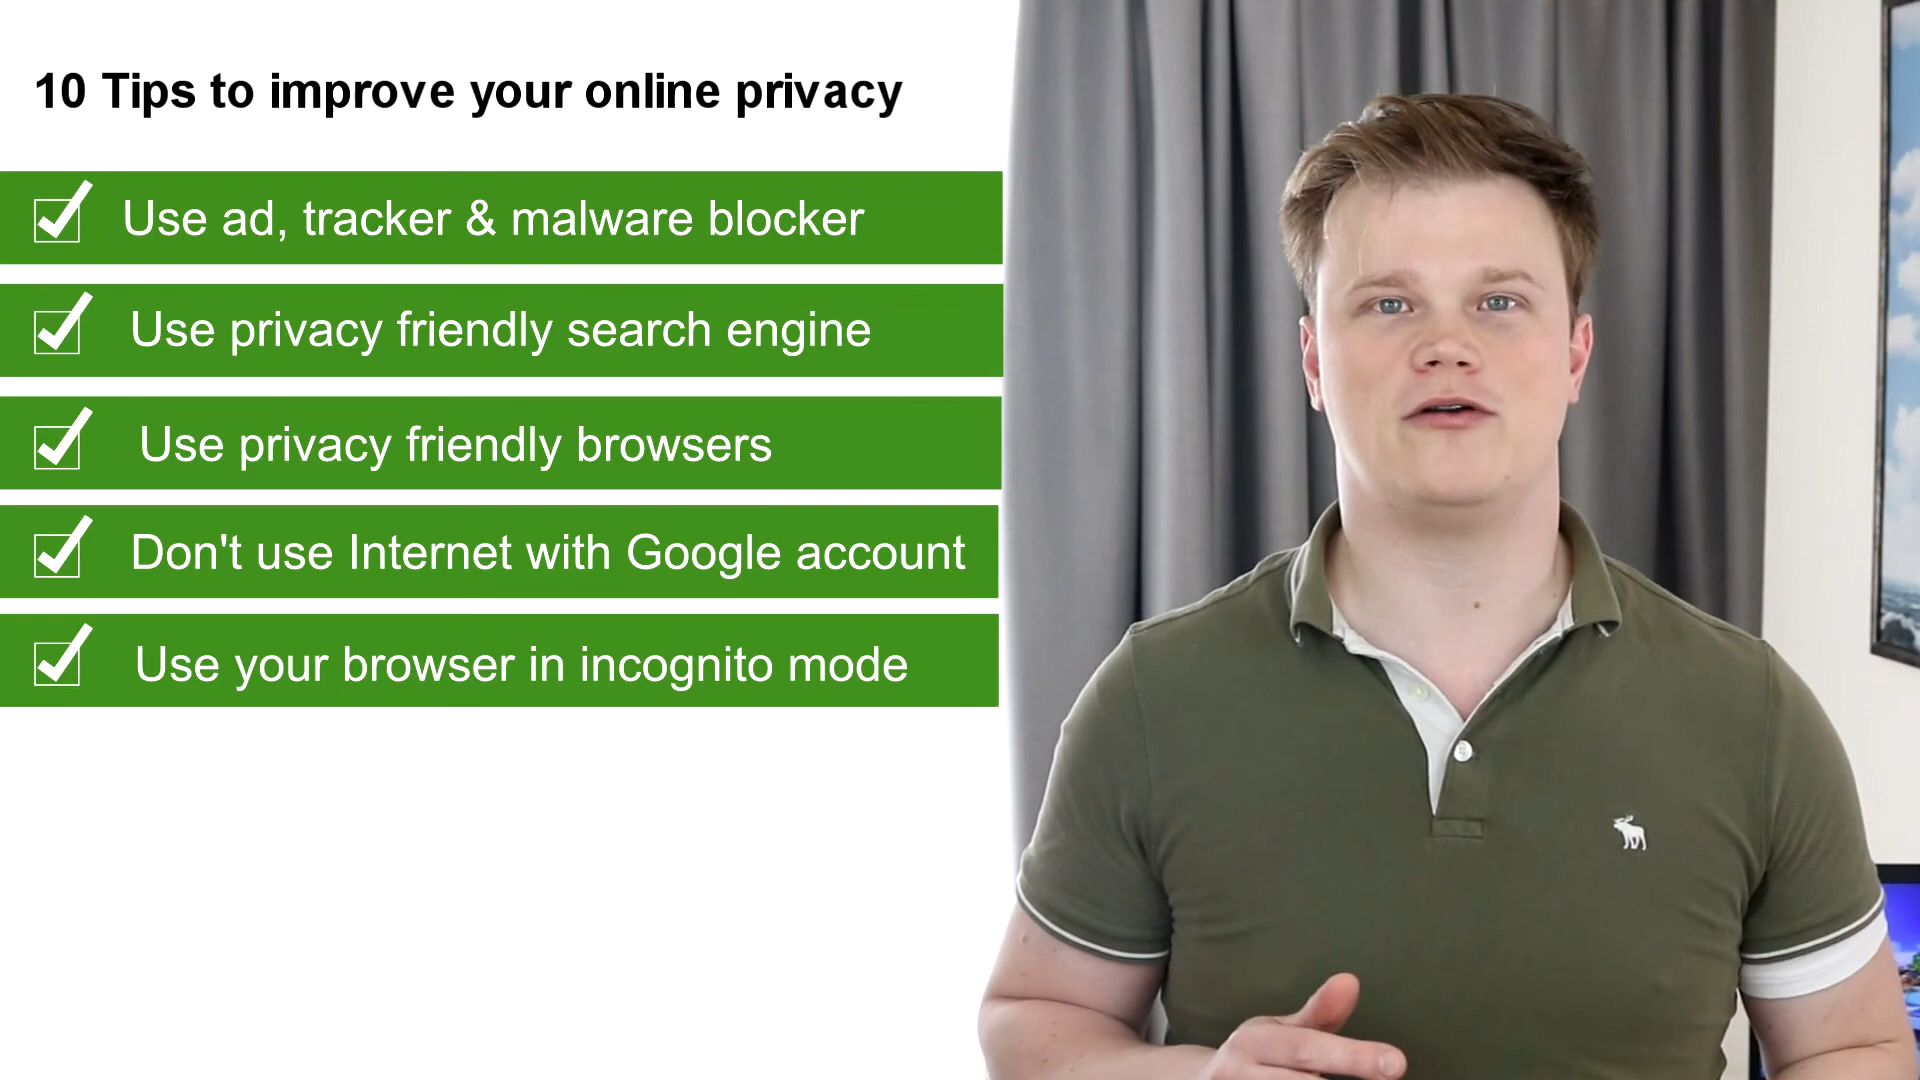 10 Tips to improve your online privacy
Use ad, tracker & malware blocker
Use privacy friendly search engine
Use privacy friendly browsers
Don't use Internet with Google account
Use your browser in incognito mode